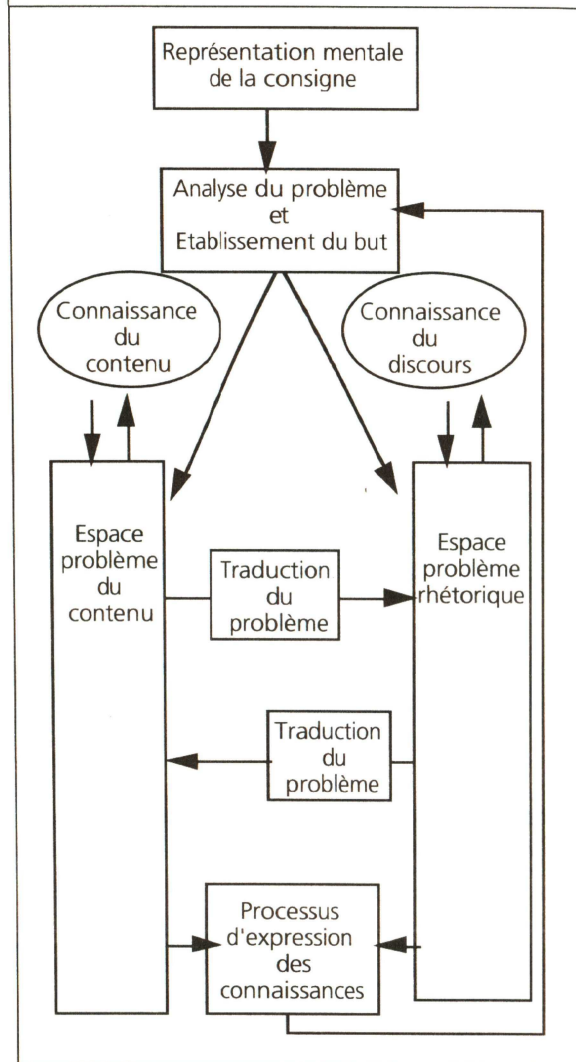 Représentation mentale
de la consigne
Analyse du problème
et
Etablissement du but
Connaissance
du
contenu
Connaissance
du
discours
Espace
problème
du
contenu
Traduction
du
problème
Espace
problème
rhétorique
Traduction
du
problème
Processus
d'expression
des
connaissances